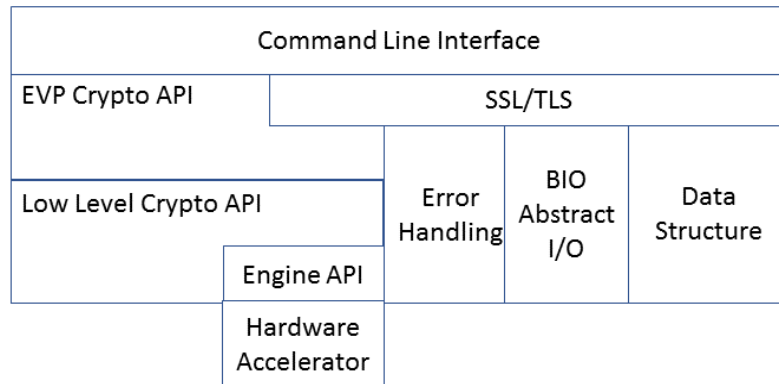 Command Line Interface
EVP Crypto API
SSL/TLS
Low Level Crypto API
Error
Handling
BIO
Abstract
I/O
Data
Structure
Engine API
Hardware
Accelerator